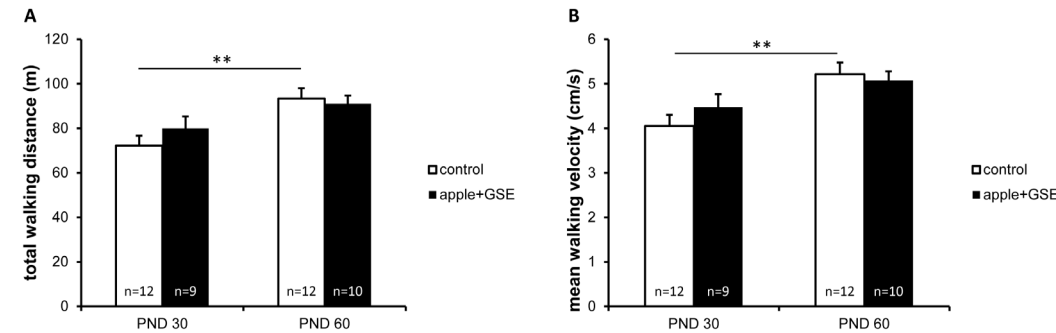 A
total walking distance (m)
120
100
80
60
40
20
0
**
n=12
n=9
n=12
n=10
PND 30
PND 60
control
apple+GSE
B
mean walking velocity (cm/s)
6
5
4
3
2
1
0
**
n=12
n=9
n=12
n=10
PND 30
PND 60
control
apple+GSE